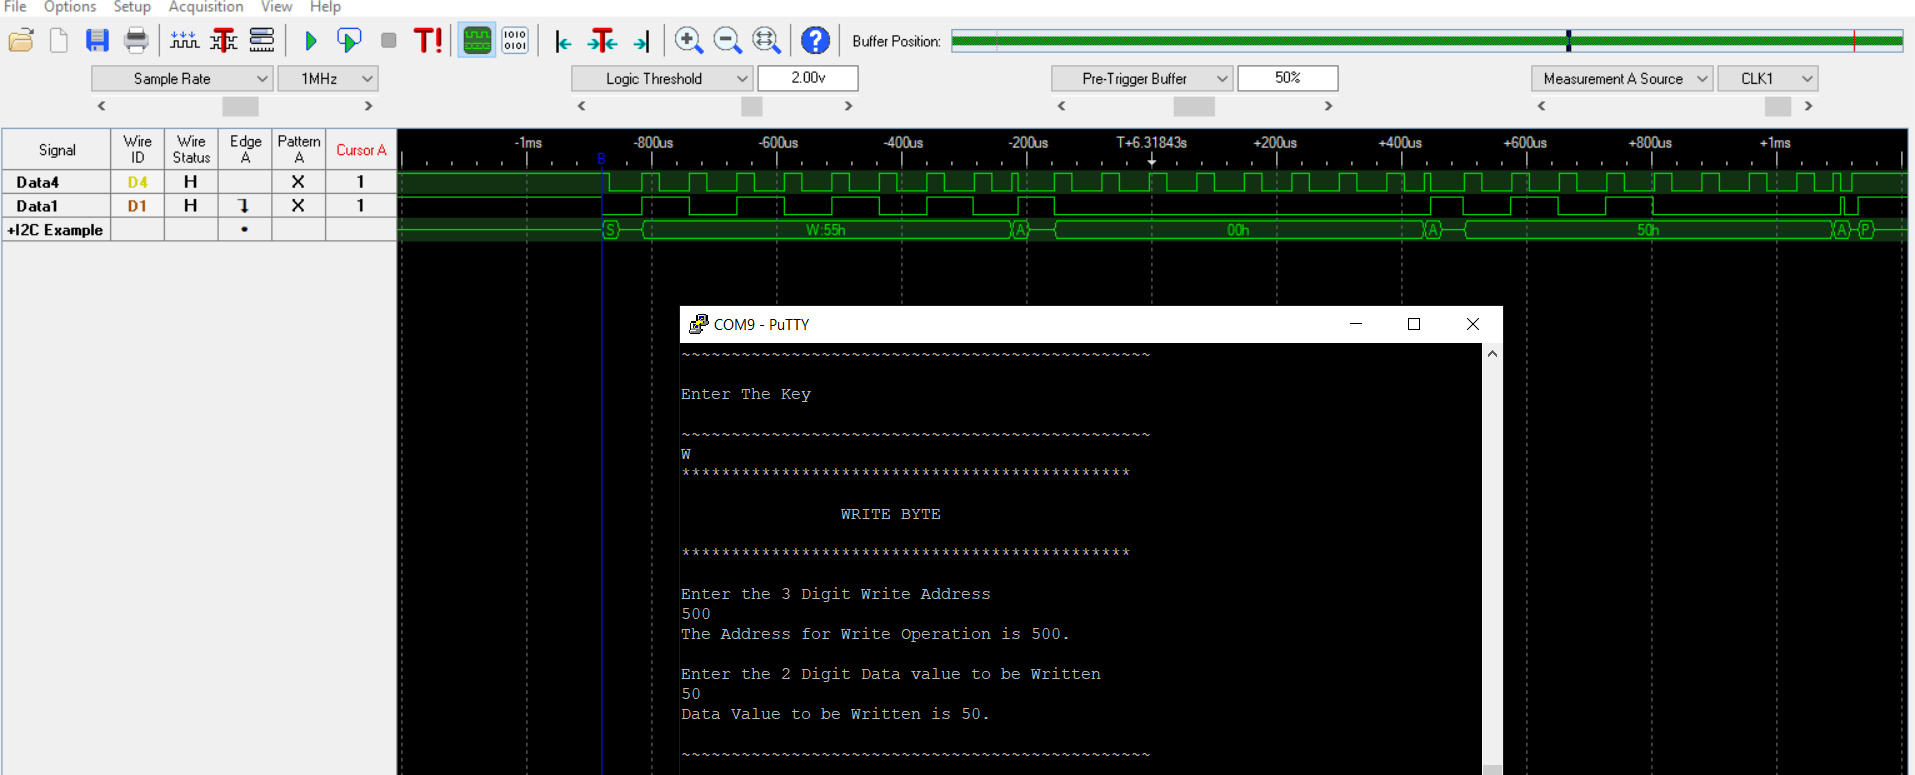 File Options Setup Acquisition View Help
T! 1010 0101 ? Buffer Position:
Sample Rate 1MHz Logic Threshold 2.00v Pre-Trigger Buffer 50% Measurement A Source CLK1
Signal Wire ID Wire Status Edge A Pattern A Cursor A
-1ms -800us -600us -400us -200us T+6.31843s +200us +400us +600us +800us +1ms
B
Data4 D4 H X 1
Data1 D1 H X 1
+I2C Example S W:55h A 00h A 50h A P
COM9 - PuTTY
~~~~~~~~~~~~~~~~~~~~~~~~~~~~~~~~~~~~~~~~~~~~~~~
Enter The Key
~~~~~~~~~~~~~~~~~~~~~~~~~~~~~~~~~~~~~~~~~~~~~~~
W
*********************************************
WRITE BYTE
*********************************************
Enter the 3 Digit Write Address
500
The Address for Write Operation is 500.
Enter the 2 Digit Data value to be Written
50
Data Value to be Written is 50.
~~~~~~~~~~~~~~~~~~~~~~~~~~~~~~~~~~~~~~~~~~~~~~~